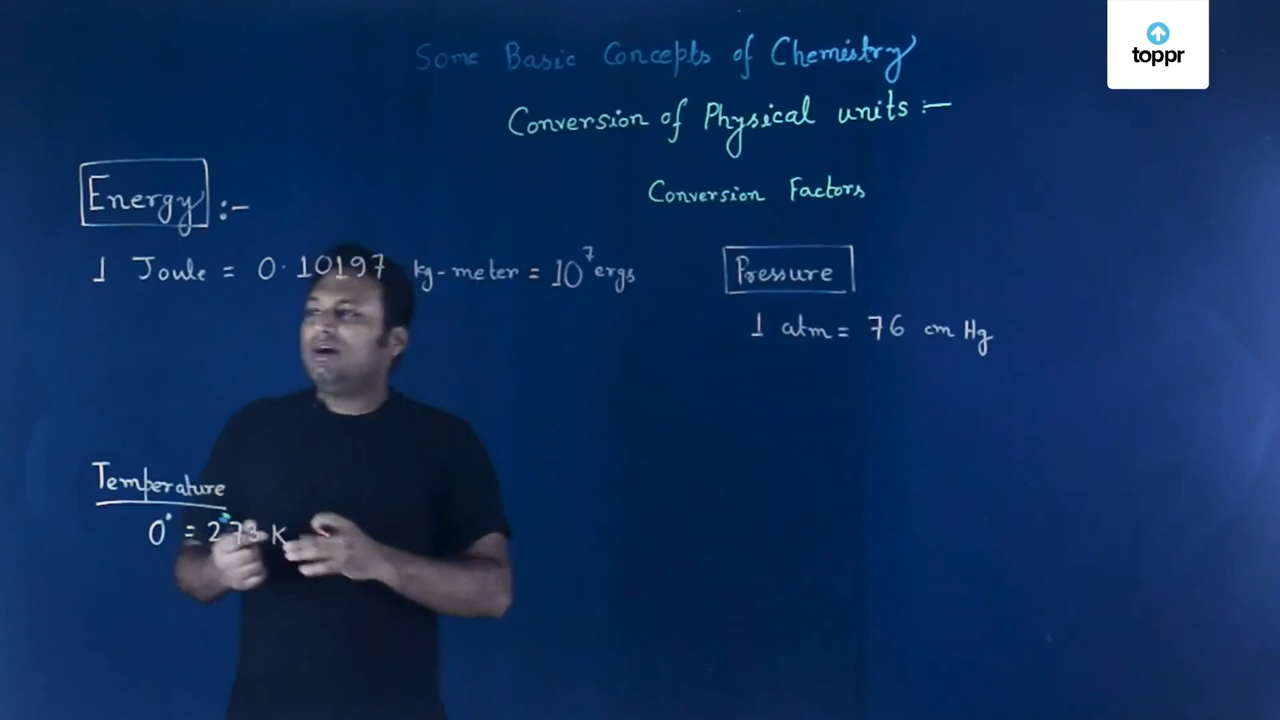 toppr
Some Basic Concepts of Chemistry
Conversion of Physical units :-
Conversion Factors
Energy :-
1 Joule = 0.10197 kg-meter = 10⁷ ergs
Pressure
1 atm = 76 cm Hg
Temperature
0° = 273 K